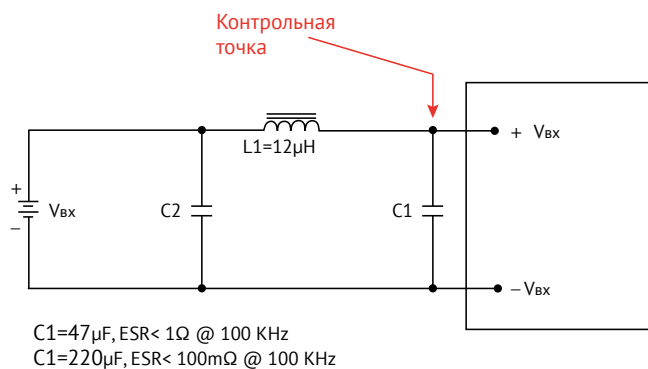 Контрольная
точка
L1=12µH
+ Vвх
+
Vвх
–
C2
C1
– Vвх
C1=47µF, ESR< 1Ω @ 100 KHz
C1=220µF, ESR< 100mΩ @ 100 KHz